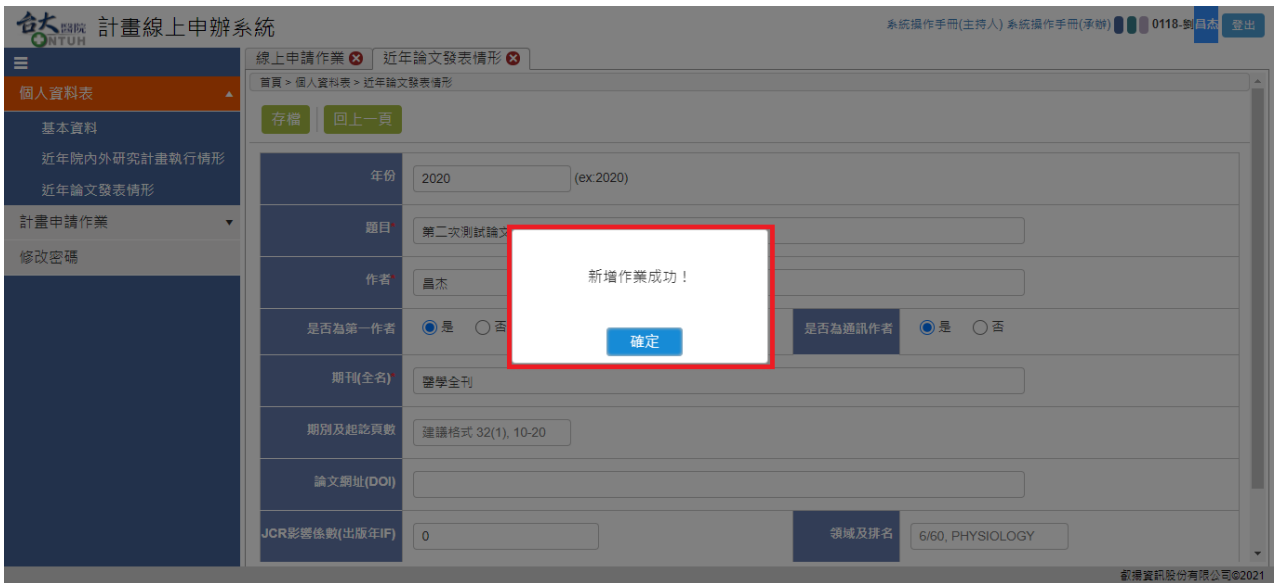 台大醫院 計畫線上申辦系統
NTUH
系統操作手冊(主持人) 系統操作手冊(承辦) 0118-劉昌杰 登出
線上申請作業 近年論文發表情形
首頁 > 個人資料表 > 近年論文發表情形
個人資料表
基本資料
近年院內外研究計畫執行情形
近年論文發表情形
計畫申請作業
修改密碼
存檔 回上一頁
年份 2020 (ex:2020)
題目* 第二次測試論文
作者* 昌杰
是否為第一作者 是 否 是否為通訊作者 是 否
新增作業成功！
確定
期刊(全名)* 醫學全刊
期別及起訖頁數 建議格式 32(1), 10-20
論文網址(DOI)
JCR影響係數(出版年IF) 0 領域及排名 6/60, PHYSIOLOGY
叡揚資訊股份有限公司©2021